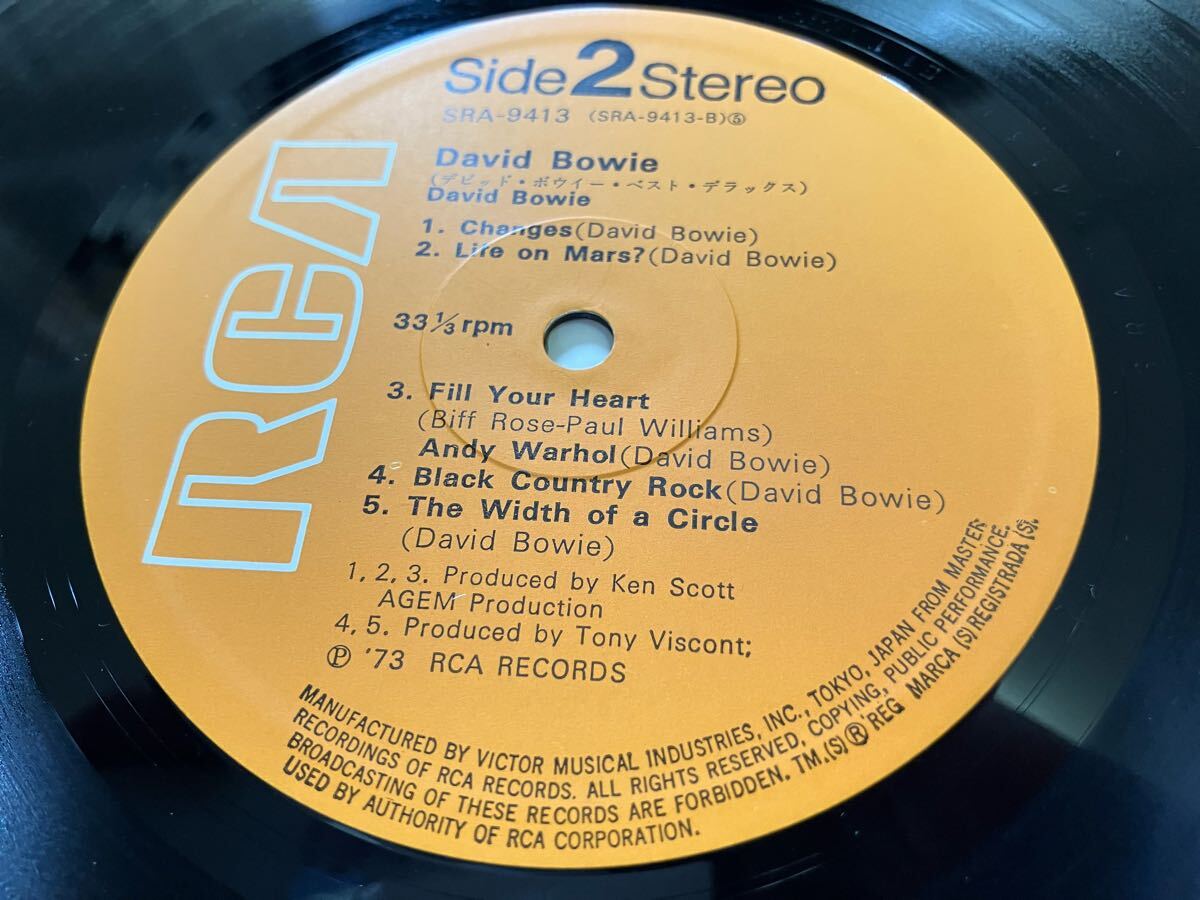 Side 2 Stereo
SRA-9413 (SRA-9413-B)⑤
RCA
David Bowie
(デビッド・ボウイー・ベスト・デラックス)
David Bowie
1. Changes(David Bowie)
2. Life on Mars?(David Bowie)
33 1/3 rpm
3. Fill Your Heart
(Biff Rose-Paul Williams)
Andy Warhol(David Bowie)
4. Black Country Rock(David Bowie)
5. The Width of a Circle
(David Bowie)
1, 2, 3. Produced by Ken Scott
AGEM Production
4, 5. Produced by Tony Viscont;
Ⓟ '73 RCA RECORDS
MANUFACTURED BY VICTOR MUSICAL INDUSTRIES, INC., TOKYO, JAPAN FROM MASTER
RECORDINGS OF RCA RECORDS. ALL RIGHTS RESERVED, COPYING, PUBLIC PERFORMANCE.
BROADCASTING OF THESE RECORDS ARE FORBIDDEN. TM.(S)® REG MARCA (S) REGISTRADA (S).
USED BY AUTHORITY OF RCA CORPORATION.